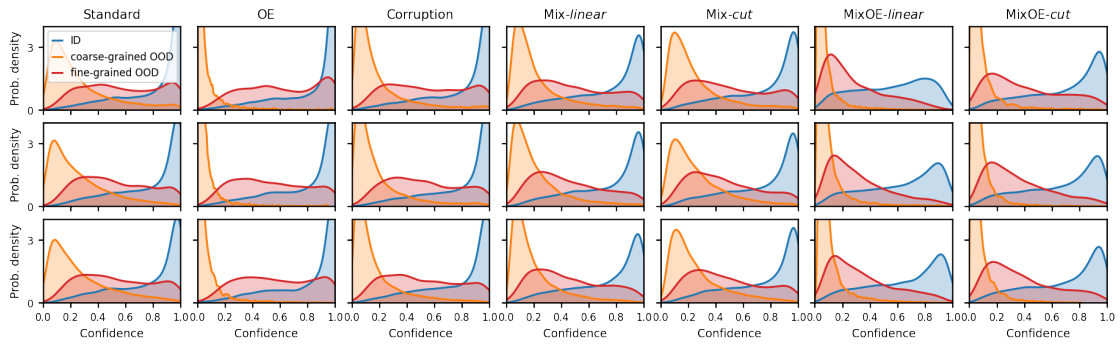 Standard OE Corruption Mix-linear Mix-cut MixOE-linear MixOE-cut
Prob. density
3
0
ID
coarse-grained OOD
fine-grained OOD
Prob. density
3
0
Prob. density
3
0
0.0 0.2 0.4 0.6 0.8 1.0 0.0 0.2 0.4 0.6 0.8 1.0 0.0 0.2 0.4 0.6 0.8 1.0 0.0 0.2 0.4 0.6 0.8 1.0 0.0 0.2 0.4 0.6 0.8 1.0 0.0 0.2 0.4 0.6 0.8 1.0 0.0 0.2 0.4 0.6 0.8 1.0
Confidence Confidence Confidence Confidence Confidence Confidence Confidence